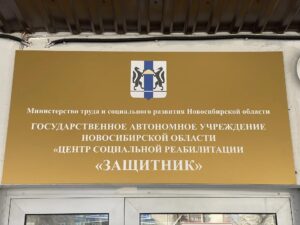 Министерство труда и социального развития Новосибирской области
ГОСУДАРСТВЕННОЕ АВТОНОМНОЕ УЧРЕЖДЕНИЕ
НОВОСИБИРСКОЙ ОБЛАСТИ
«ЦЕНТР СОЦИАЛЬНОЙ РЕАБИЛИТАЦИИ
«ЗАЩИТНИК»